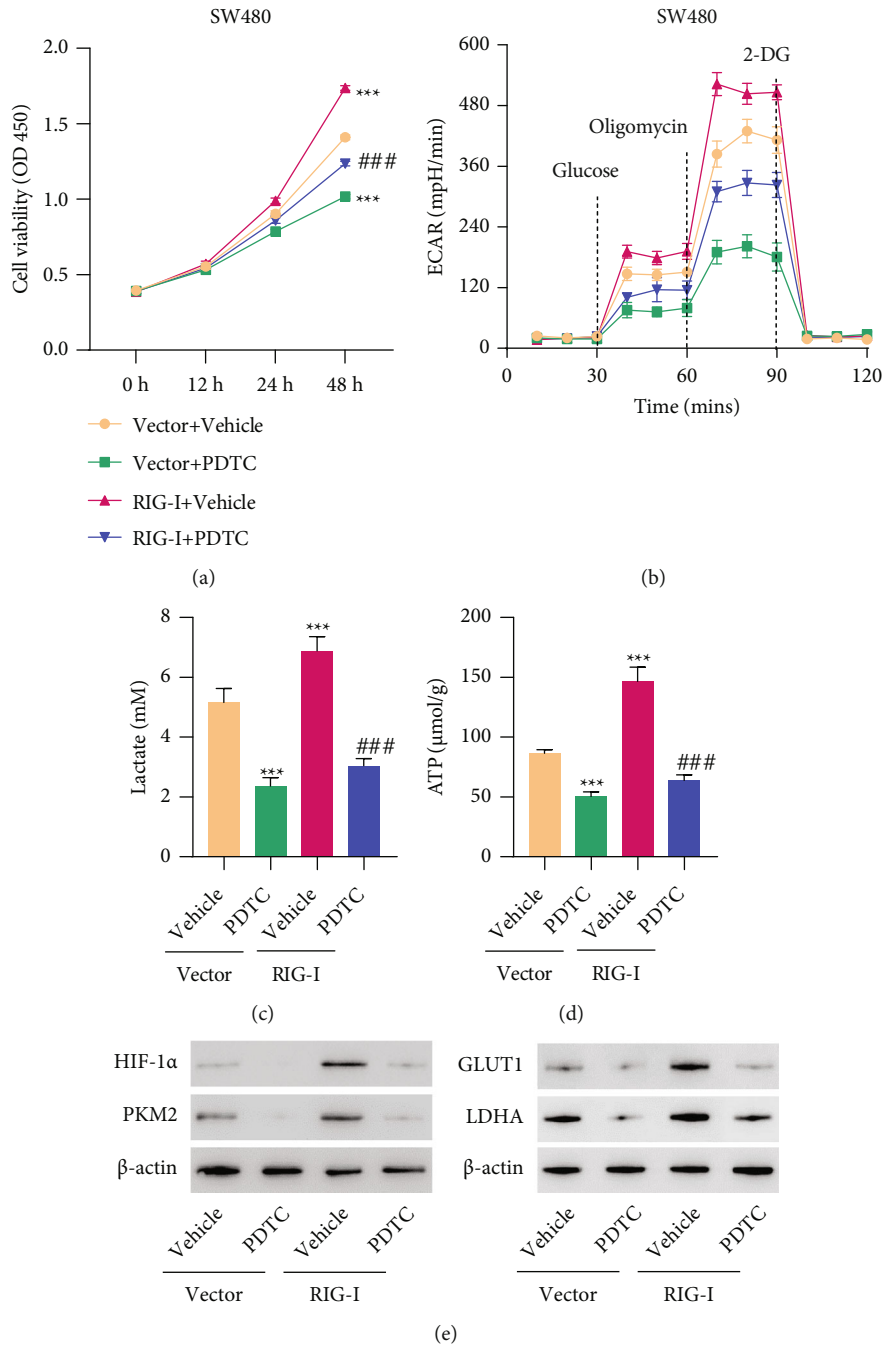 SW480
Cell viability (OD 450)
2.0
1.5
1.0
0.5
0.0
***
###
***
0 h 12 h 24 h 48 h
Vector+Vehicle
Vector+PDTC
RIG-I+Vehicle
RIG-I+PDTC
(a)
SW480
ECAR (mpH/min)
600
480
360
240
120
0
2-DG
Oligomycin
Glucose
0 30 60 90 120
Time (mins)
(b)
Lactate (mM)
8
6
4
2
0
***
***
###
Vehicle PDTC Vehicle PDTC
Vector RIG-I
(c)
ATP (μmol/g)
200
150
100
50
0
***
***
###
Vehicle PDTC Vehicle PDTC
Vector RIG-I
(d)
HIF-1α
PKM2
β-actin
Vehicle PDTC Vehicle PDTC
Vector RIG-I
GLUT1
LDHA
β-actin
Vehicle PDTC Vehicle PDTC
Vector RIG-I
(e)